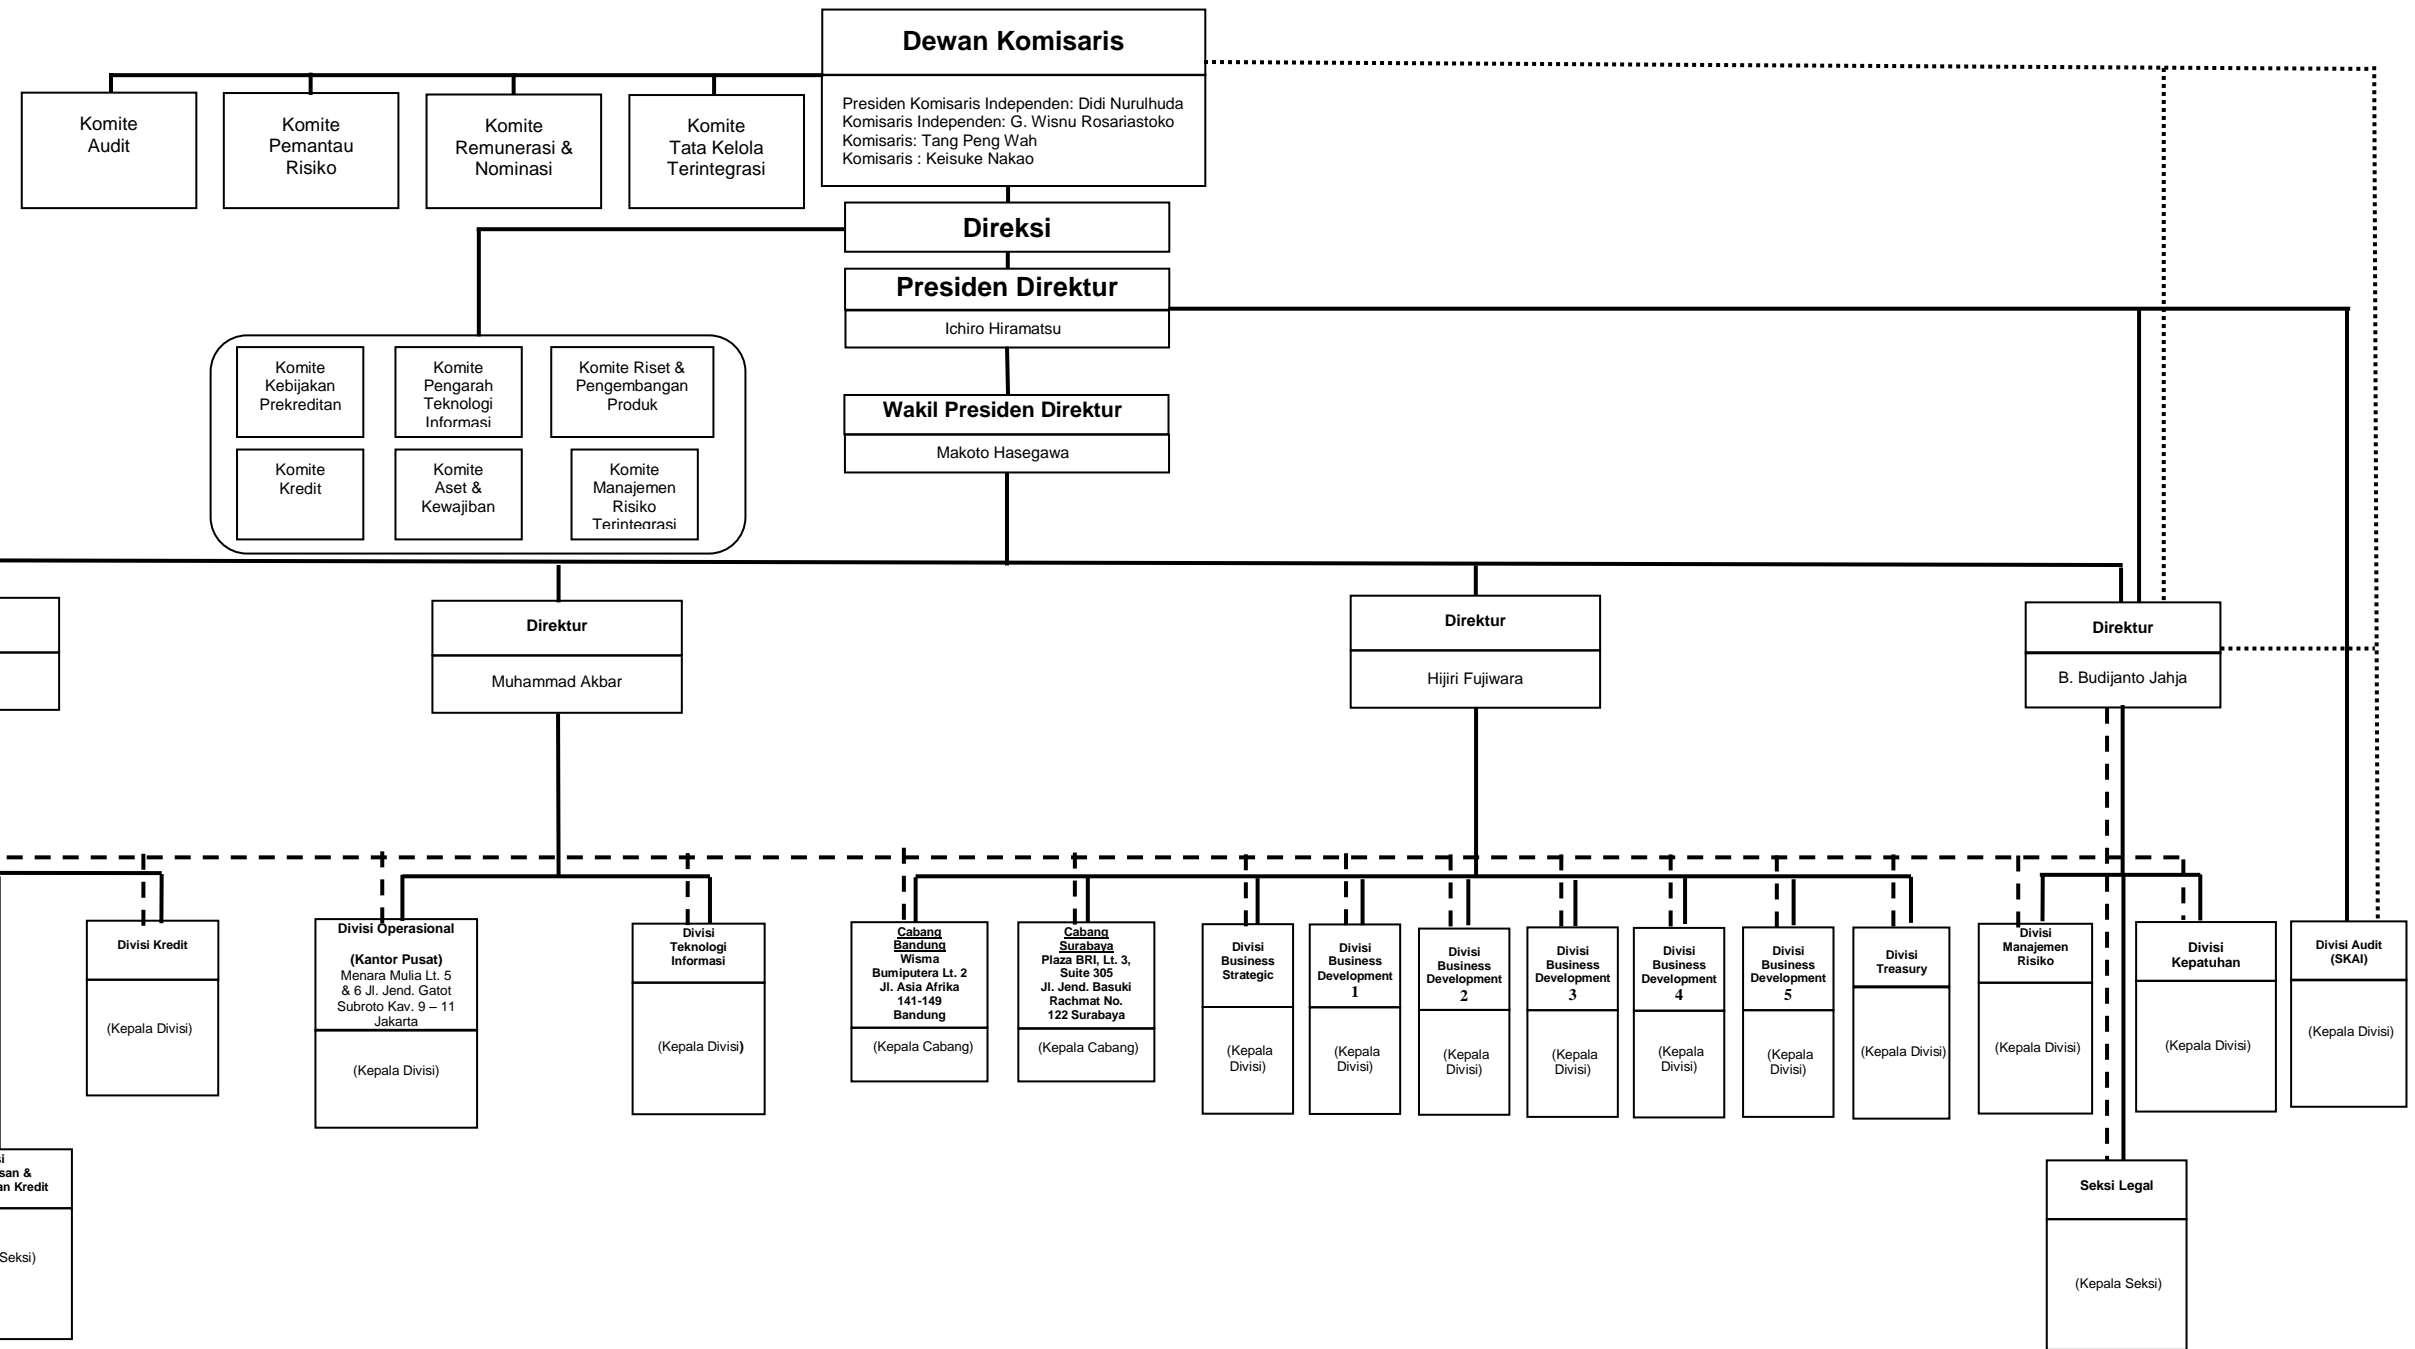 Dewan Komisaris
Presiden Komisaris Independen: Didi Nurulhuda
Komisaris Independen: G. Wisnu Rosariastoko
Komisaris: Tang Peng Wah
Komisaris : Keisuke Nakao
Komite
Audit
Komite
Pemantau
Risiko
Komite
Remunerasi &
Nominasi
Komite
Tata Kelola
Terintegrasi
Direksi
Presiden Direktur
Ichiro Hiramatsu
Wakil Presiden Direktur
Makoto Hasegawa
Komite
Kebijakan
Prekreditan
Komite
Pengarah
Teknologi
Informasi
Komite Riset &
Pengembangan
Produk
Komite
Kredit
Komite
Aset &
Kewajiban
Komite
Manajemen
Risiko
Terintegrasi
Direktur
Muhammad Akbar
Direktur
Hijiri Fujiwara
Direktur
B. Budijanto Jahja
Divisi Kredit
(Kepala Divisi)
Divisi Operasional
(Kantor Pusat)
Menara Mulia Lt. 5
& 6 Jl. Jend. Gatot
Subroto Kav. 9 – 11
Jakarta
(Kepala Divisi)
Divisi
Teknologi
Informasi
(Kepala Divisi)
Cabang
Bandung
Wisma
Bumiputera Lt. 2
Jl. Asia Afrika
141-149
Bandung
(Kepala Cabang)
Cabang
Surabaya
Plaza BRI, Lt. 3,
Suite 305
Jl. Jend. Basuki
Rachmat No.
122 Surabaya
(Kepala Cabang)
Divisi
Business
Strategic
(Kepala
Divisi)
Divisi
Business
Development
1
(Kepala
Divisi)
Divisi
Business
Development
2
(Kepala
Divisi)
Divisi
Business
Development
3
(Kepala
Divisi)
Divisi
Business
Development
4
(Kepala
Divisi)
Divisi
Business
Development
5
(Kepala
Divisi)
Divisi
Treasury
(Kepala Divisi)
Divisi
Manajemen
Risiko
(Kepala Divisi)
Divisi
Kepatuhan
(Kepala Divisi)
Divisi Audit
(SKAI)
(Kepala Divisi)
si
san &
an Kredit
Seksi)
Seksi Legal
(Kepala Seksi)